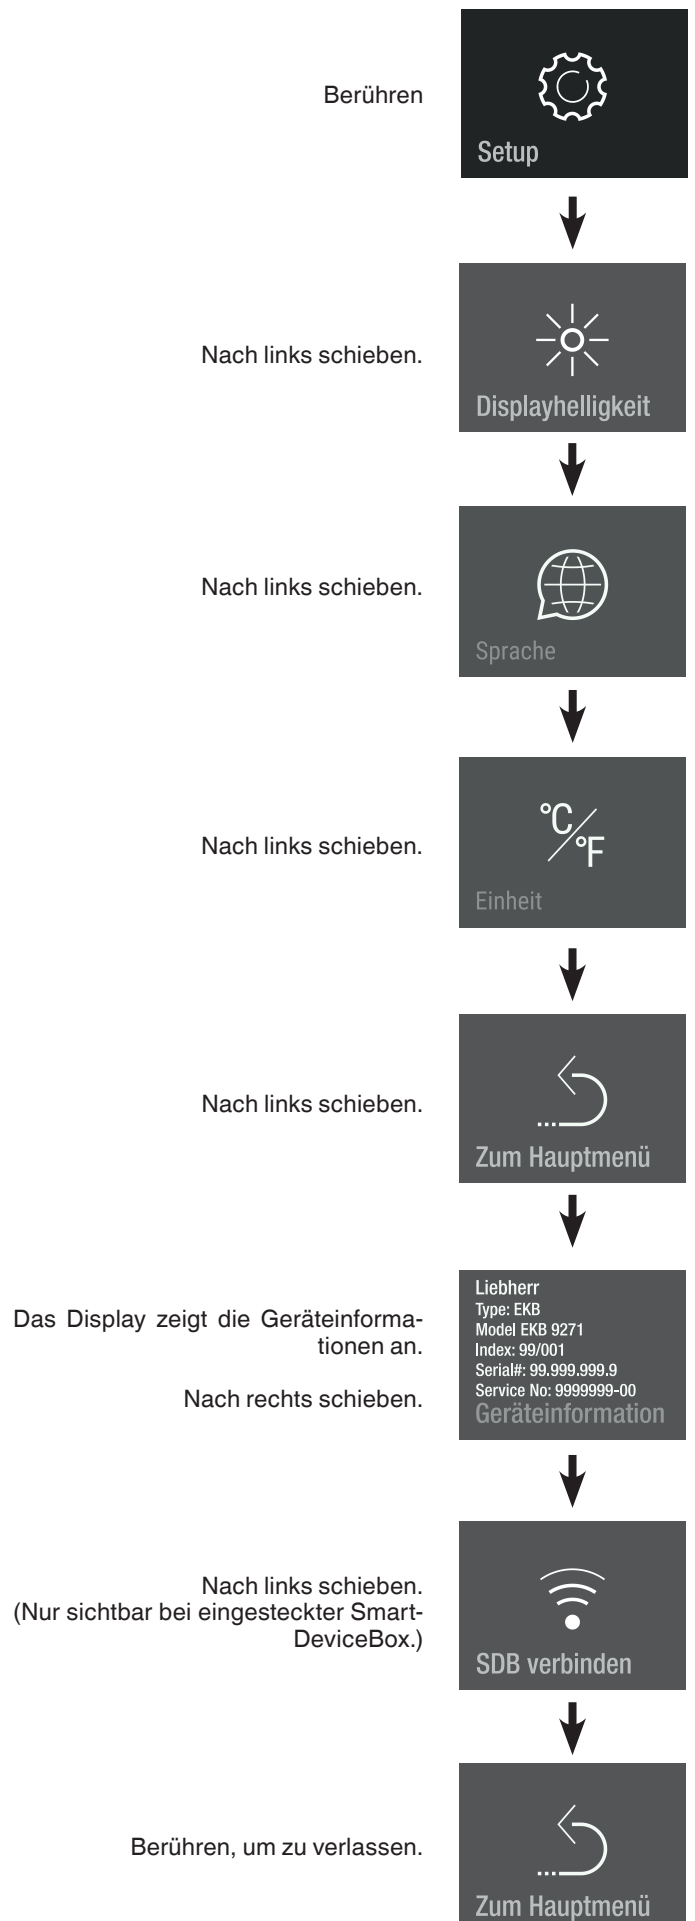 Berühren
Setup
Nach links schieben.
Displayhelligkeit
Nach links schieben.
Sprache
Nach links schieben.
°C/°F
Einheit
Nach links schieben.
Zum Hauptmenü
Das Display zeigt die Geräteinforma-
tionen an.
Nach rechts schieben.
Liebherr
Type: EKB
Model EKB 9271
Index: 99/001
Serial#: 99.999.999.9
Service No: 9999999-00
Geräteinformation
Nach links schieben.
(Nur sichtbar bei eingesteckter Smart-
DeviceBox.)
SDB verbinden
Berühren, um zu verlassen.
Zum Hauptmenü